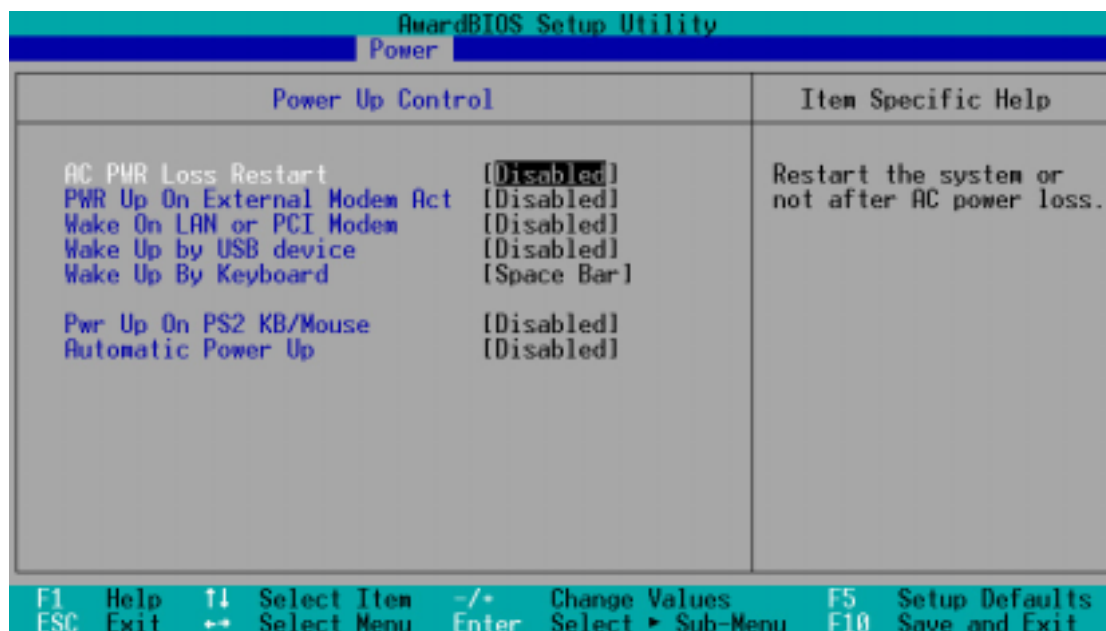 AwardBIOS Setup Utility
Power
Power Up Control
Item Specific Help
AC PWR Loss Restart [Disabled]
PWR Up On External Modem Act [Disabled]
Wake On LAN or PCI Modem [Disabled]
Wake Up by USB device [Disabled]
Wake Up By Keyboard [Space Bar]
Pwr Up On PS2 KB/Mouse [Disabled]
Automatic Power Up [Disabled]
Restart the system or
not after AC power loss.
F1 Help ↑↓ Select Item -/+ Change Values F5 Setup Defaults
ESC Exit ←→ Select Menu Enter Select ► Sub-Menu F10 Save and Exit